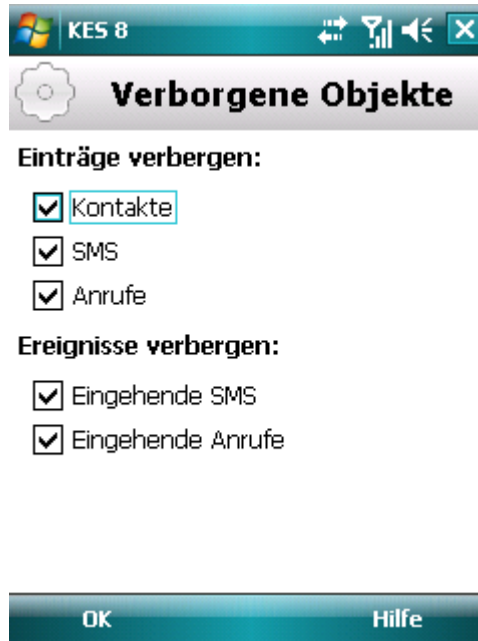 KES 8
Verborgene Objekte
Einträge verbergen:
Kontakte
SMS
Anrufe
Ereignisse verbergen:
Eingehende SMS
Eingehende Anrufe
OK Hilfe